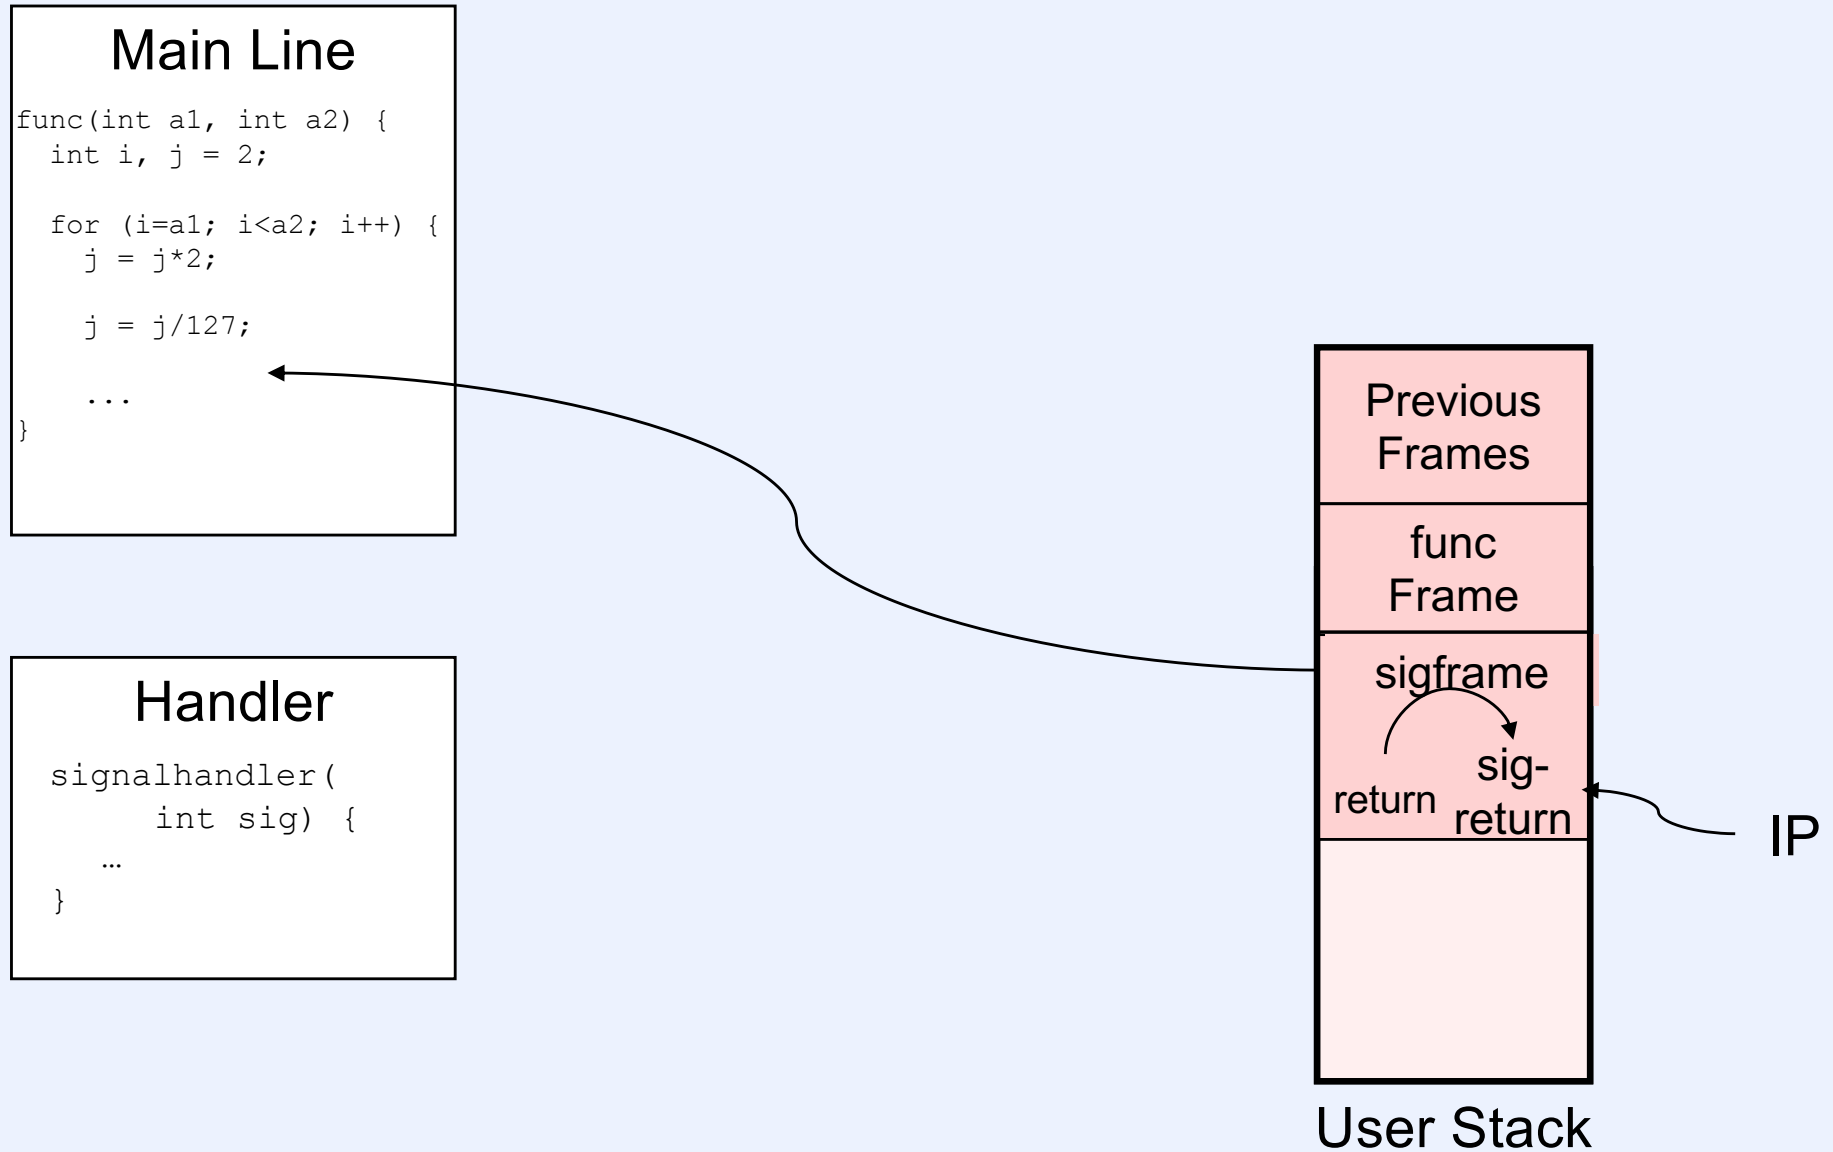 Main Line
func(int a1, int a2) {
int i, j = 2;
for (i=a1; i<a2; i++) {
j = j*2;
j = j/127;
...
}
Handler
signalhandler(
int sig) {
…
}
Previous
Frames
func
Frame
sigframe
return
sig-
return
IP
User Stack